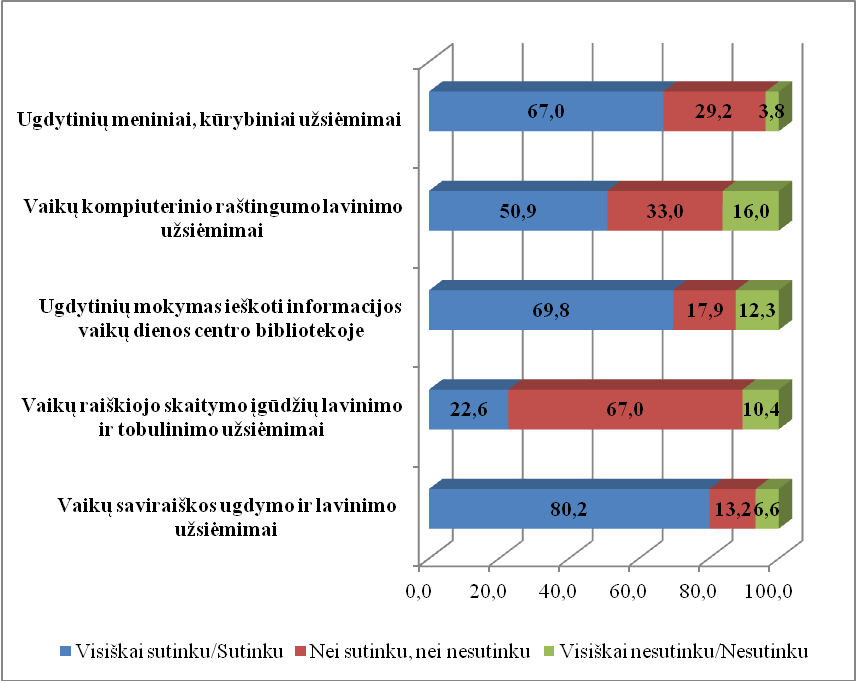 Ugdytinių meniniai, kūrybiniai užsiėmimai
67,0 29,2 3,8
Vaikų kompiuterinio raštingumo lavinimo
užsiėmimai
50,9 33,0 16,0
Ugdytinių mokymas ieškoti informacijos
vaikų dienos centro bibliotekoje
69,8 17,9 12,3
Vaikų raiškiojo skaitymo įgūdžių lavinimo
ir tobulinimo užsiėmimai
22,6 67,0 10,4
Vaikų saviraiškos ugdymo ir lavinimo
užsiėmimai
80,2 13,2 6,6
0,0 20,0 40,0 60,0 80,0 100,0
Visiškai sutinku/Sutinku Nei sutinku, nei nesutinku Visiškai nesutinku/Nesutinku